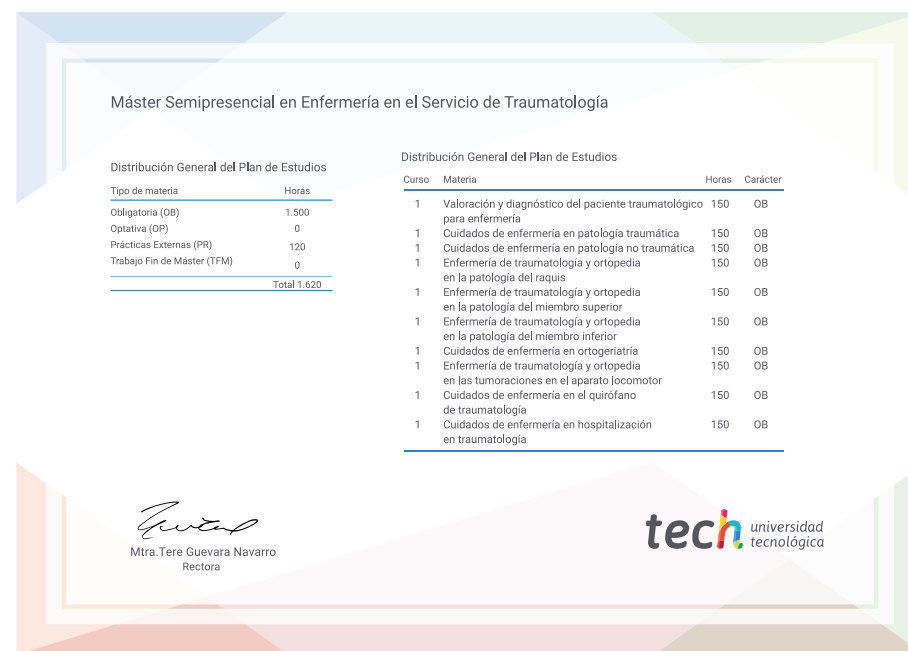 Máster Semipresencial en Enfermería en el Servicio de Traumatología
Distribución General del Plan de Estudios
Tipo de materia Horas
Obligatoria (OB) 1.500
Optativa (OP) 0
Prácticas Externas (PR) 120
Trabajo Fin de Máster (TFM) 0
Total 1.620
Distribución General del Plan de Estudios
Curso Materia Horas Carácter
1 Valoración y diagnóstico del paciente traumatológico 150 OB
para enfermería
1 Cuidados de enfermería en patología traumática 150 OB
1 Cuidados de enfermería en patología no traumática 150 OB
1 Enfermería de traumatología y ortopedia 150 OB
en la patología del raquis
1 Enfermería de traumatología y ortopedia 150 OB
en la patología del miembro superior
1 Enfermería de traumatología y ortopedia 150 OB
en la patología del miembro inferior
1 Cuidados de enfermería en ortogeriatría 150 OB
1 Enfermería de traumatología y ortopedia 150 OB
en las tumoraciones en el aparato locomotor
1 Cuidados de enfermería en el quirófano 150 OB
de traumatología
1 Cuidados de enfermería en hospitalización 150 OB
en traumatología
Mtra.Tere Guevara Navarro
Rectora
tech universidad
tecnológica